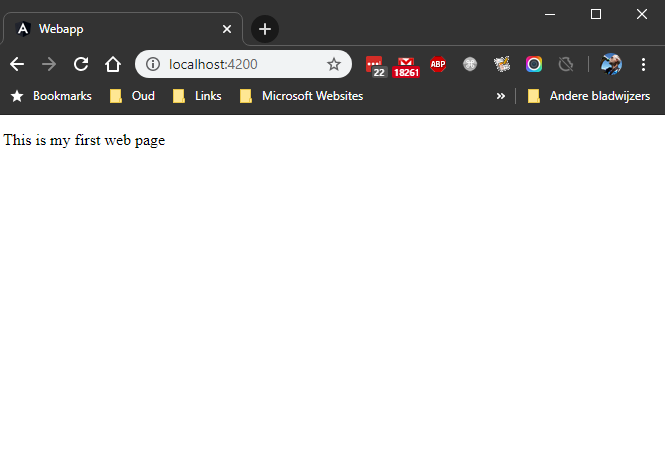 Webapp
localhost:4200
22
18261
ABP
Bookmarks Oud Links Microsoft Websites » Andere bladwijzers
This is my first web page